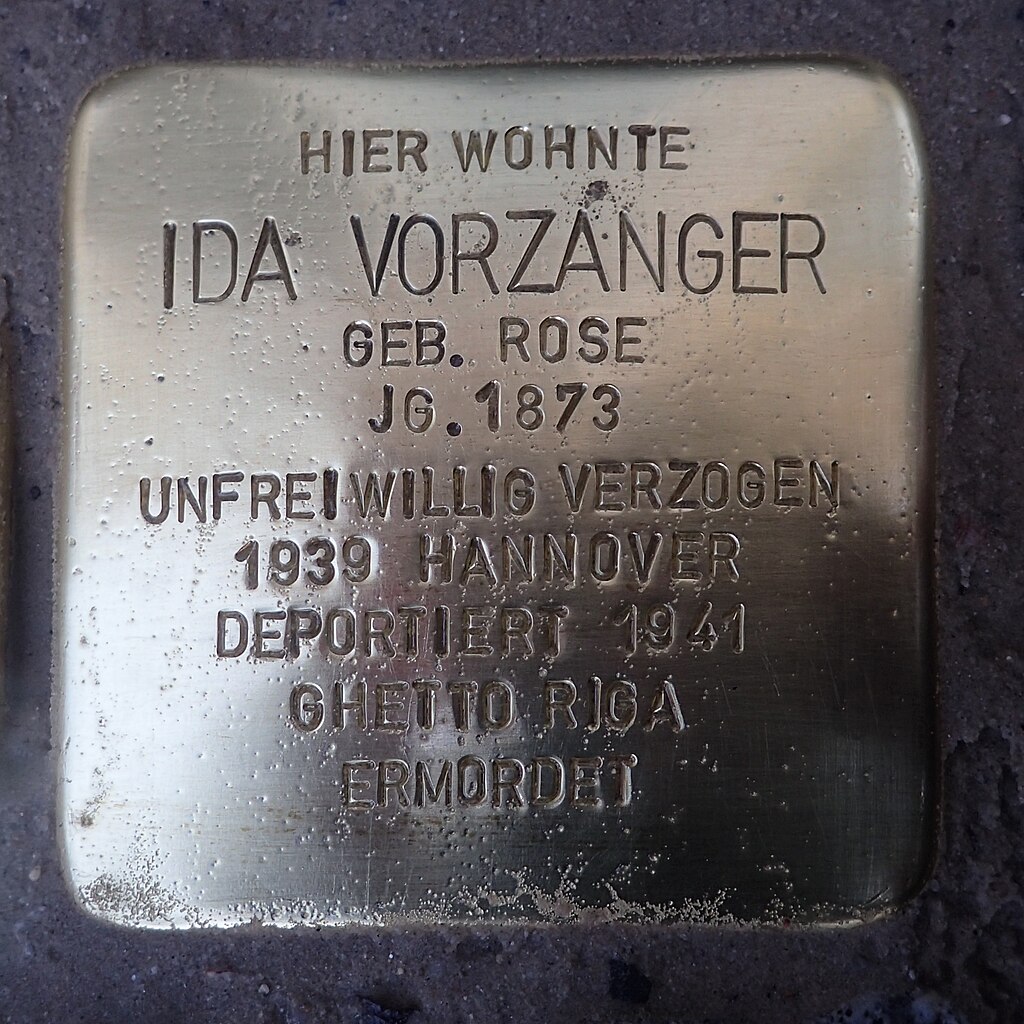 HIER WOHNTE
IDA VORZANGER
GEB. ROSE
JG. 1873
UNFREIWILLIG VERZOGEN
1939 HANNOVER
DEPORTIERT 1941
GHETTO RIGA
ERMORDET